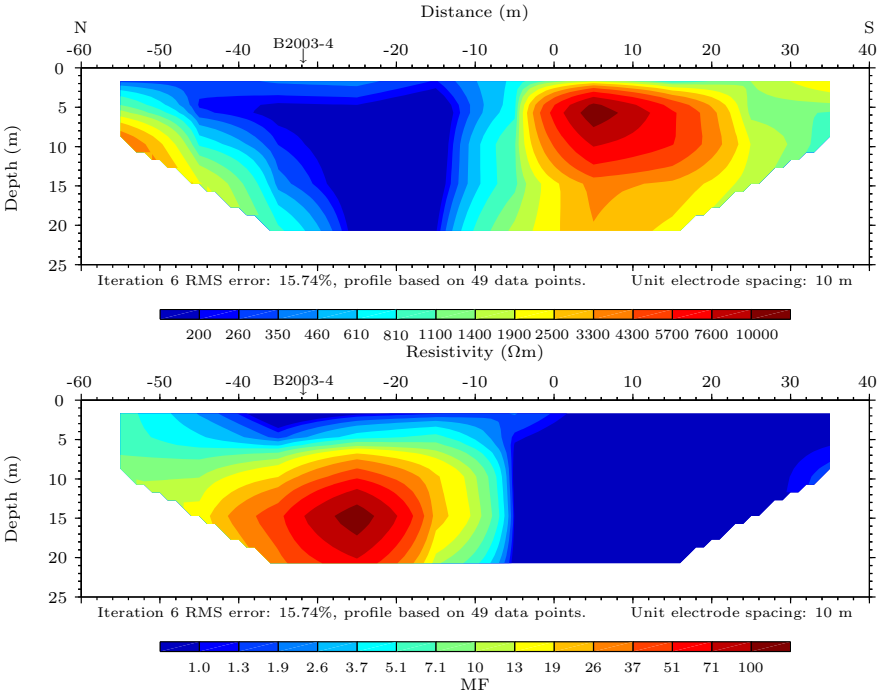 Distance (m)
N S
-60 -50 -40 B2003-4 -20 -10 0 10 20 30 40
↓
0
5
10
15
20
25
Depth (m)
Iteration 6 RMS error: 15.74%, profile based on 49 data points. Unit electrode spacing: 10 m
200 260 350 460 610 810 1100 1400 1900 2500 3300 4300 5700 7600 10000
Resistivity (Ωm)
-60 -50 -40 B2003-4 -20 -10 0 10 20 30 40
↓
0
5
10
15
20
25
Depth (m)
Iteration 6 RMS error: 15.74%, profile based on 49 data points. Unit electrode spacing: 10 m
1.0 1.3 1.9 2.6 3.7 5.1 7.1 10 13 19 26 37 51 71 100
MF